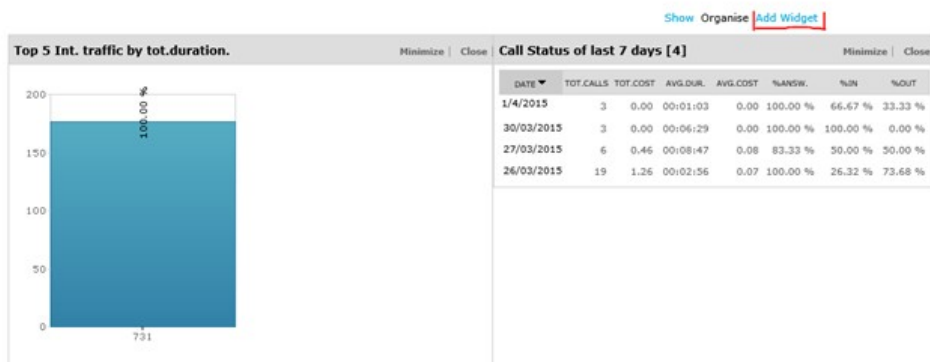 Show Organise Add Widget
Top 5 Int. traffic by tot.duration. Minimize | Close
200
150
100
50
0
100.00 %
731
Call Status of last 7 days [4] Minimize | Close
DATE TOT.CALLS TOT.COST AVG.DUR. AVG.COST %ANSW. %IN %OUT
1/4/2015 3 0.00 00:01:03 0.00 100.00 % 66.67 % 33.33 %
30/03/2015 3 0.00 00:06:29 0.00 100.00 % 100.00 % 0.00 %
27/03/2015 6 0.46 00:08:47 0.08 83.33 % 50.00 % 50.00 %
26/03/2015 19 1.26 00:02:56 0.07 100.00 % 26.32 % 73.68 %